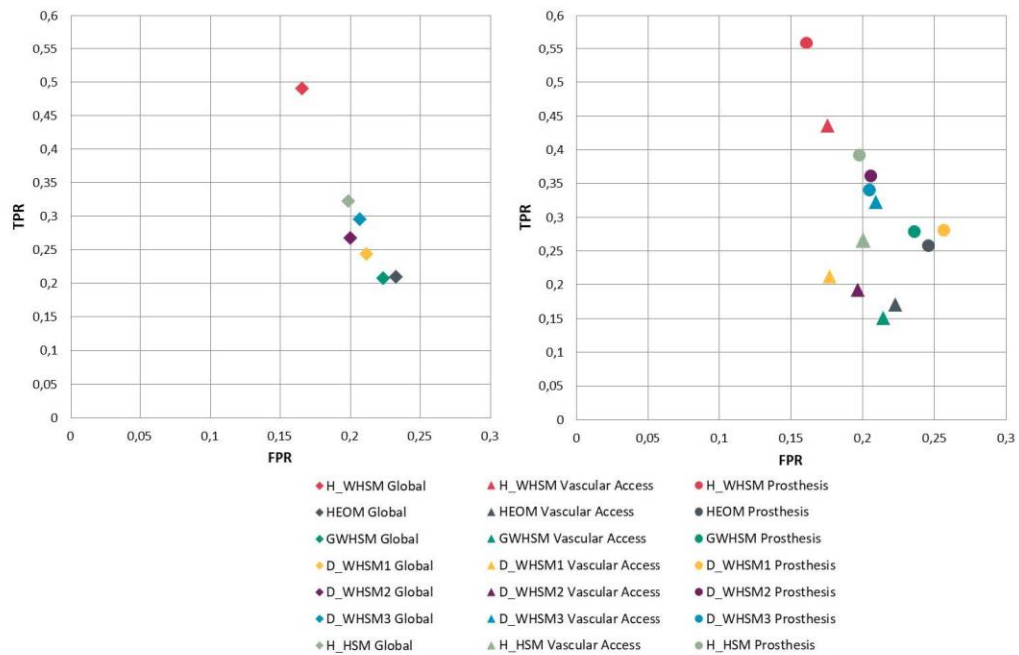 0,6
0,55
0,5
0,45
0,4
0,35
0,3
0,25
0,2
0,15
0,1
0,05
0
TPR
0 0,05 0,1 0,15 0,2 0,25 0,3
FPR
0,6
0,55
0,5
0,45
0,4
0,35
0,3
0,25
0,2
0,15
0,1
0,05
0
TPR
0 0,05 0,1 0,15 0,2 0,25 0,3
FPR
H_WHSM Global H_WHSM Vascular Access H_WHSM Prosthesis
HEOM Global HEOM Vascular Access HEOM Prosthesis
GWHSM Global GWHSM Vascular Access GWHSM Prosthesis
D_WHSM1 Global D_WHSM1 Vascular Access D_WHSM1 Prosthesis
D_WHSM2 Global D_WHSM2 Vascular Access D_WHSM2 Prosthesis
D_WHSM3 Global D_WHSM3 Vascular Access D_WHSM3 Prosthesis
H_HSM Global H_HSM Vascular Access H_HSM Prosthesis